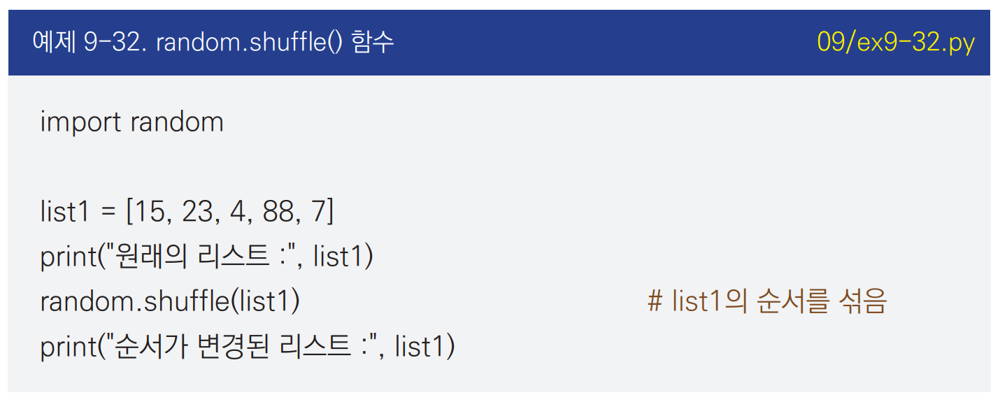 예제 9-32. random.shuffle() 함수 09/ex9-32.py
import random
list1 = [15, 23, 4, 88, 7]
print("원래의 리스트 :", list1)
random.shuffle(list1) # list1의 순서를 섞음
print("순서가 변경된 리스트 :", list1)